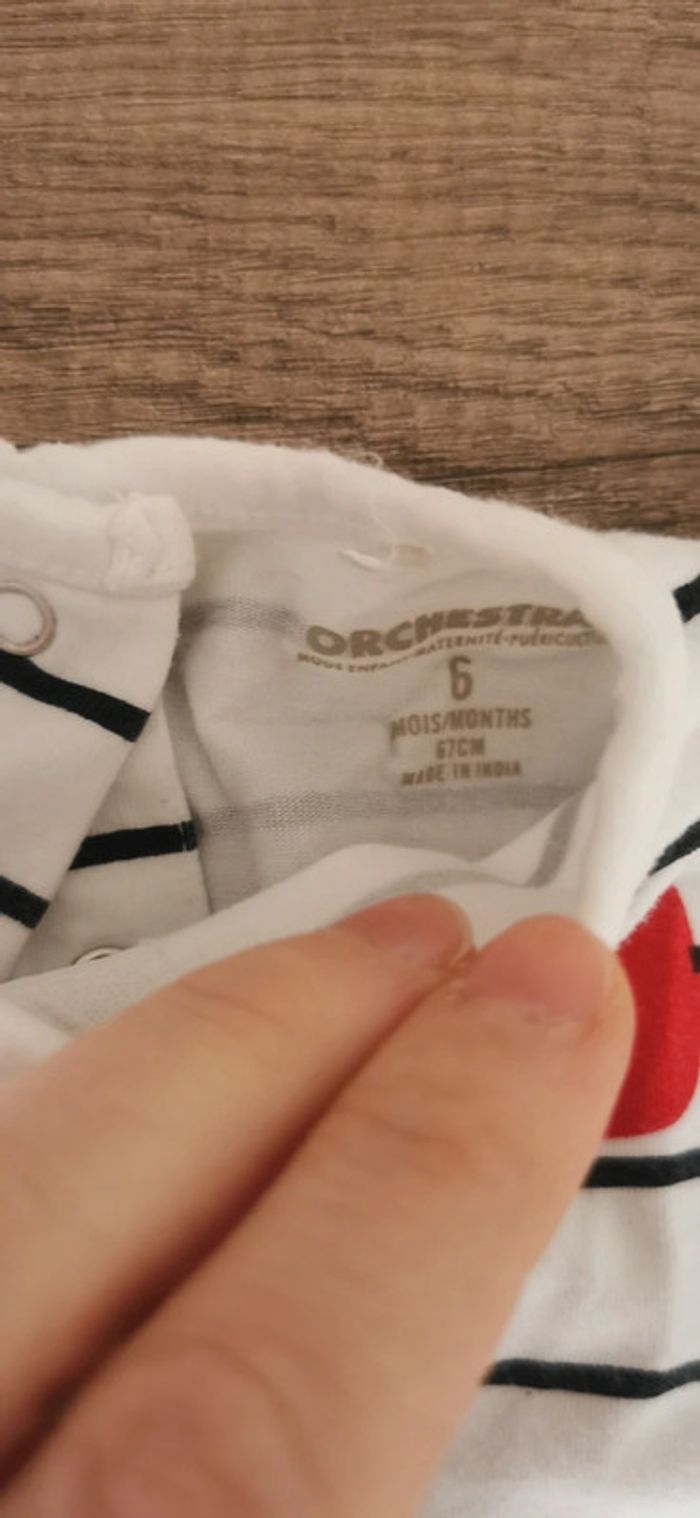 ORCHESTRA
MODE ENFANT-MATERNITÉ-PUÉRICULTURE
6
MOIS/MONTHS
67CM
MADE IN INDIA